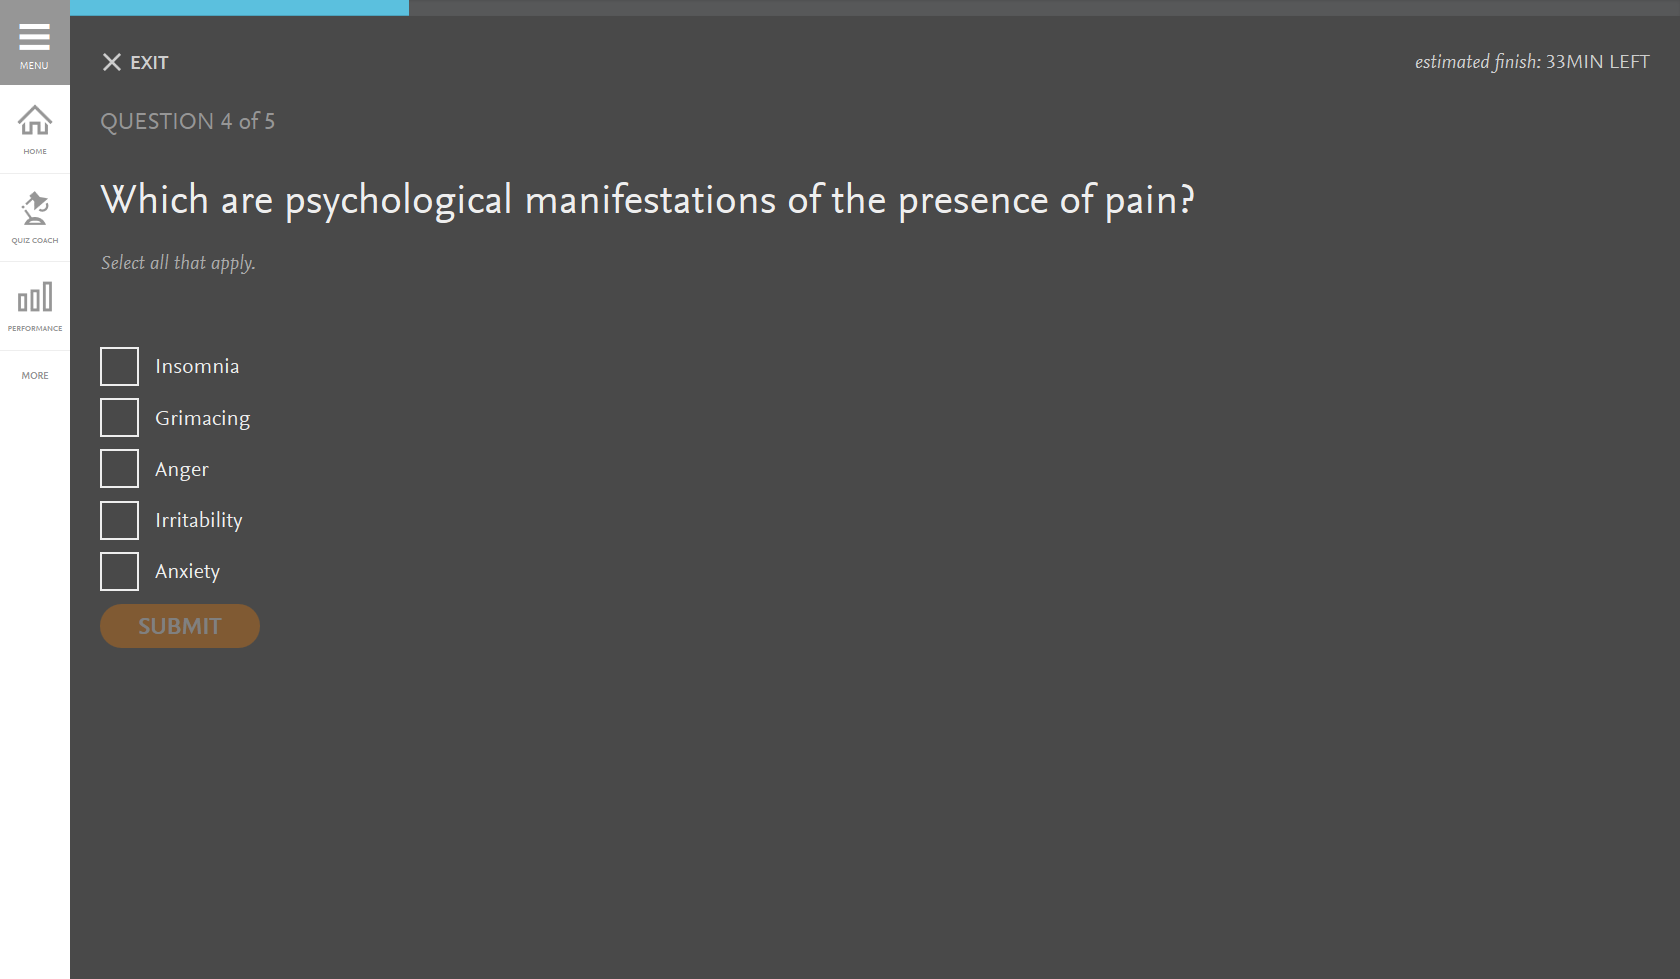 MENU
HOME
QUIZ COACH
PERFORMANCE
MORE
EXIT
estimated finish: 33MIN LEFT
QUESTION 4 of 5
Which are psychological manifestations of the presence of pain?
Select all that apply.
Insomnia
Grimacing
Anger
Irritability
Anxiety
SUBMIT